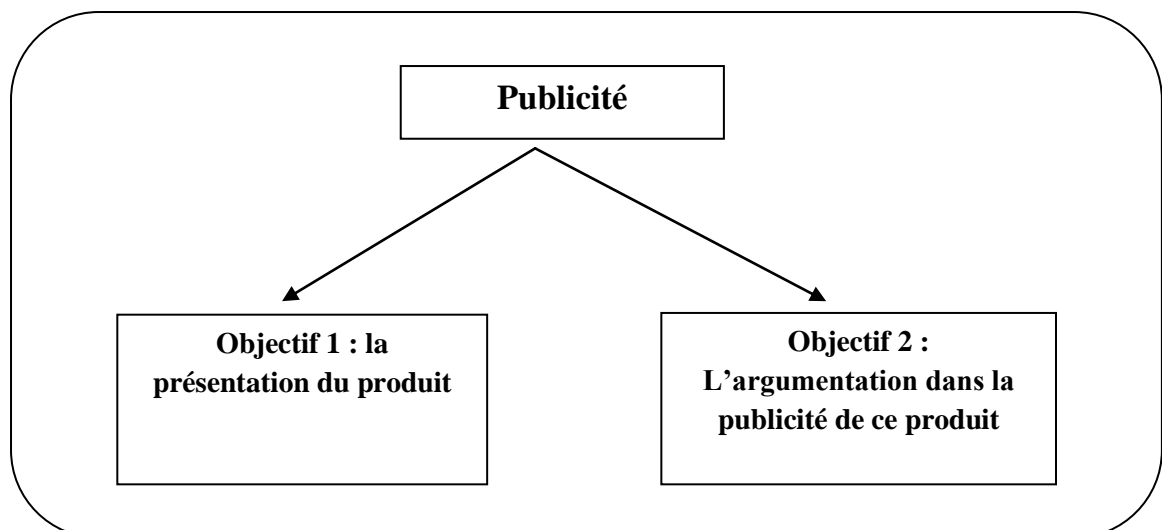 Publicité
Objectif 1 : la
présentation du produit
Objectif 2 :
L’argumentation dans la
publicité de ce produit